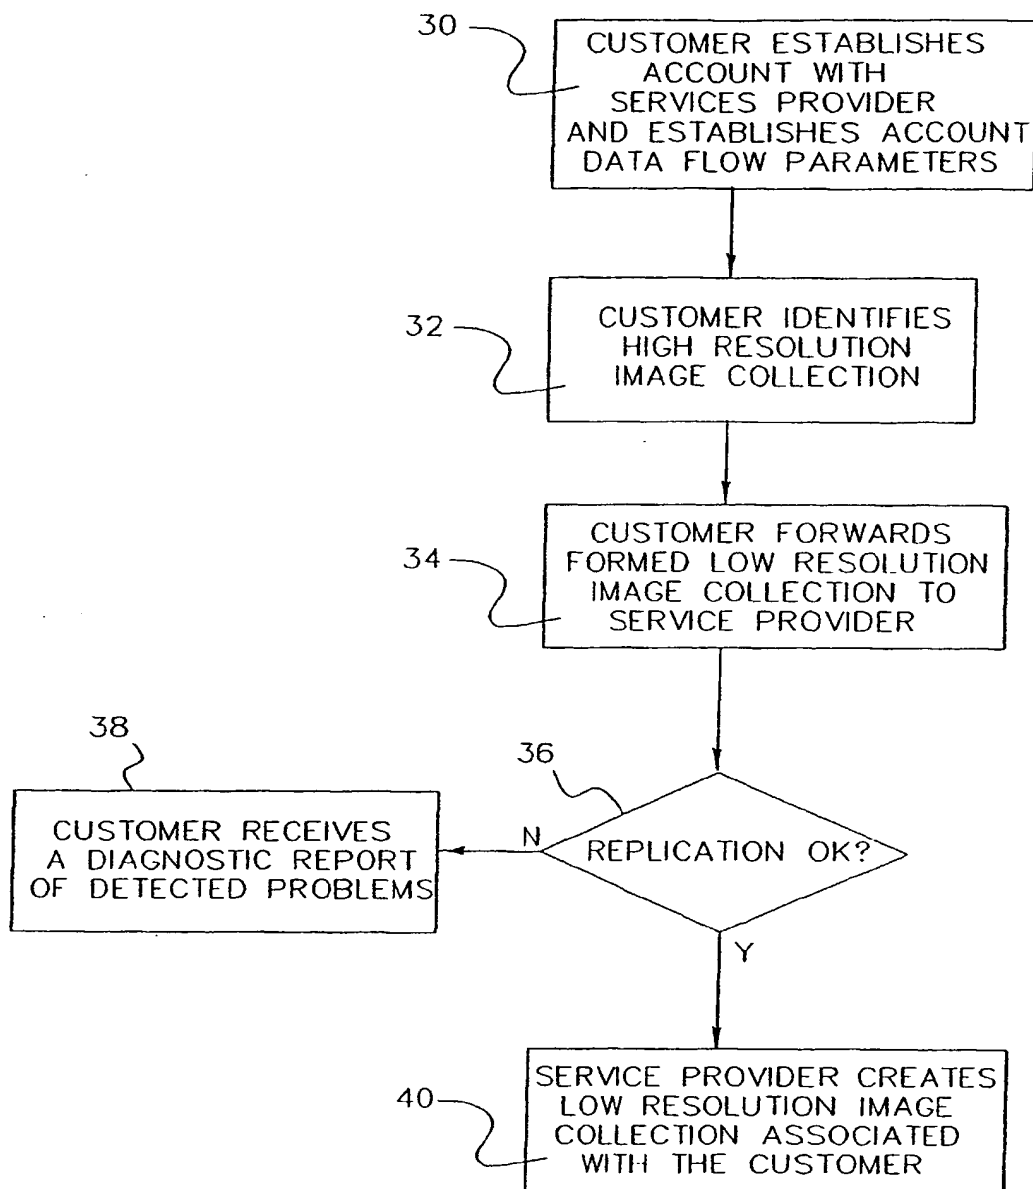 30
CUSTOMER ESTABLISHES
ACCOUNT WITH
SERVICES PROVIDER
AND ESTABLISHES ACCOUNT
DATA FLOW PARAMETERS
32
CUSTOMER IDENTIFIES
HIGH RESOLUTION
IMAGE COLLECTION
34
CUSTOMER FORWARDS
FORMED LOW RESOLUTION
IMAGE COLLECTION TO
SERVICE PROVIDER
36
REPLICATION OK?
N
38
CUSTOMER RECEIVES
A DIAGNOSTIC REPORT
OF DETECTED PROBLEMS
Y
40
SERVICE PROVIDER CREATES
LOW RESOLUTION IMAGE
COLLECTION ASSOCIATED
WITH THE CUSTOMER